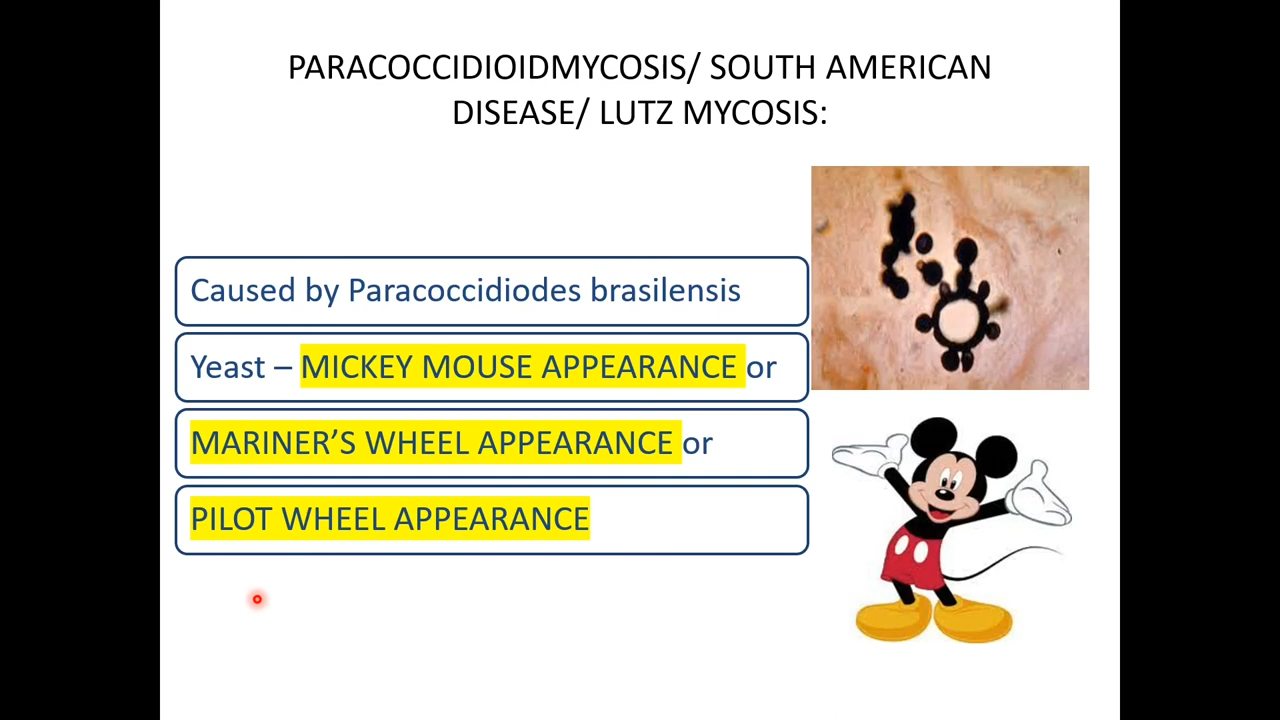 PARACOCCIDIOIDMYCOSIS/ SOUTH AMERICAN
DISEASE/ LUTZ MYCOSIS:
Caused by Paracoccidiodes brasilensis
Yeast – MICKEY MOUSE APPEARANCE or
MARINER’S WHEEL APPEARANCE or
PILOT WHEEL APPEARANCE